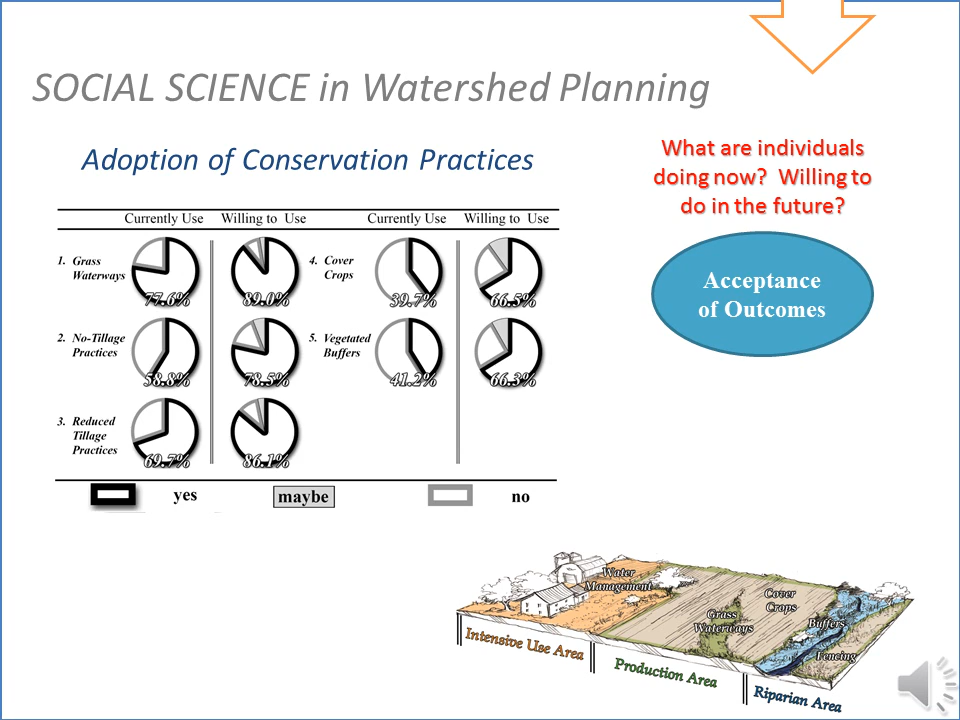 SOCIAL SCIENCE in Watershed Planning
Adoption of Conservation Practices
What are individuals
doing now? Willing to
do in the future?
Acceptance
of Outcomes
Currently Use Willing to Use Currently Use Willing to Use
1. Grass
Waterways
77.6%
89.0%
4. Cover
Crops
39.7%
66.5%
2. No-Tillage
Practices
58.8%
78.5%
5. Vegetated
Buffers
41.2%
66.3%
3. Reduced
Tillage
Practices
69.7%
86.1%
yes maybe no
Water
Management
Cover
Crops
Grass
Waterways
Buffers
Fencing
Intensive Use Area
Production Area
Riparian Area